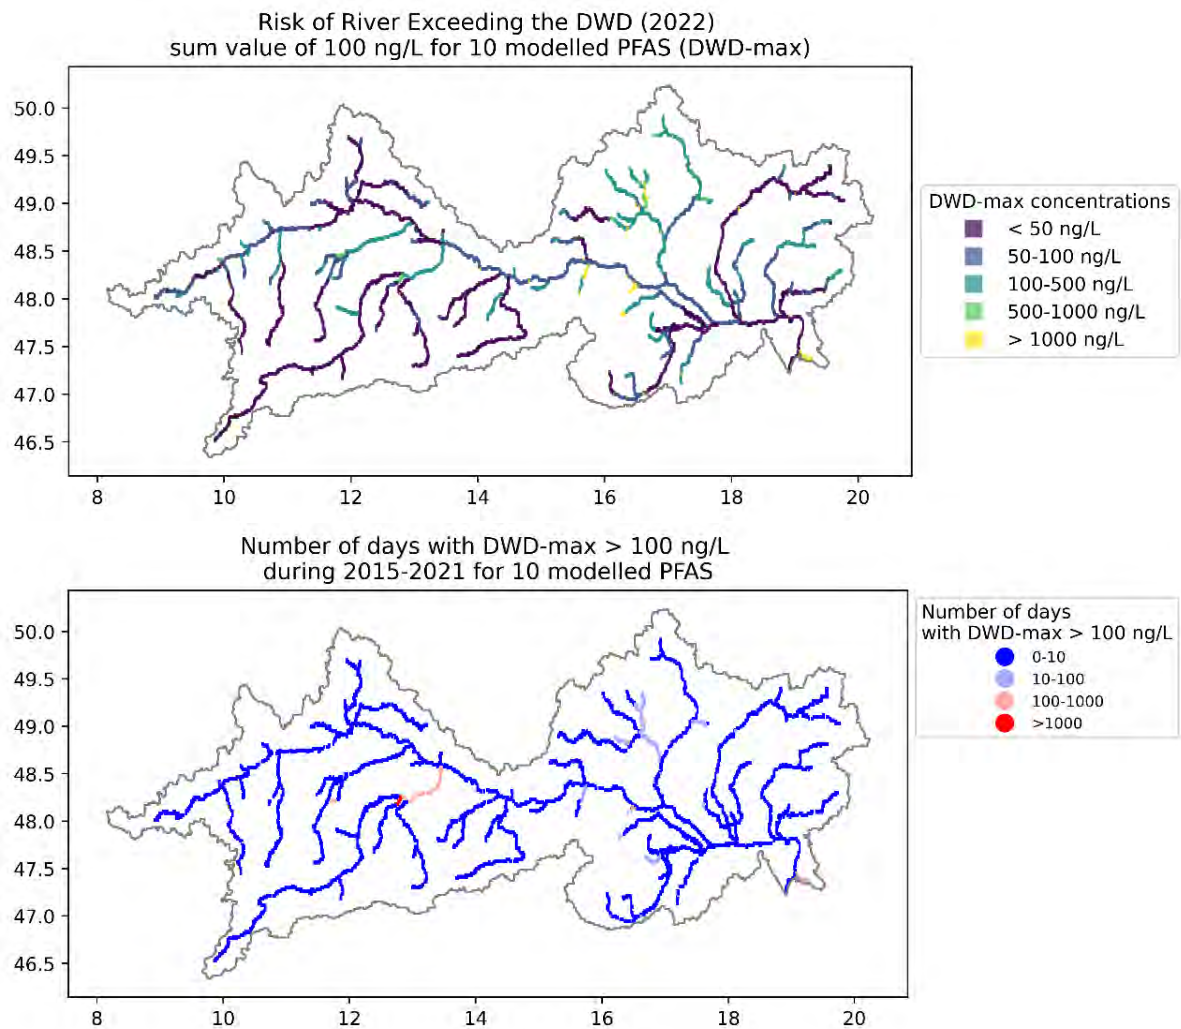 Risk of River Exceeding the DWD (2022)
sum value of 100 ng/L for 10 modelled PFAS (DWD-max)
50.0
49.5
49.0
48.5
48.0
47.5
47.0
46.5
8 10 12 14 16 18 20
DWD-max concentrations
< 50 ng/L
50-100 ng/L
100-500 ng/L
500-1000 ng/L
> 1000 ng/L
Number of days with DWD-max > 100 ng/L
during 2015-2021 for 10 modelled PFAS
50.0
49.5
49.0
48.5
48.0
47.5
47.0
46.5
8 10 12 14 16 18 20
Number of days
with DWD-max > 100 ng/L
0-10
10-100
100-1000
>1000